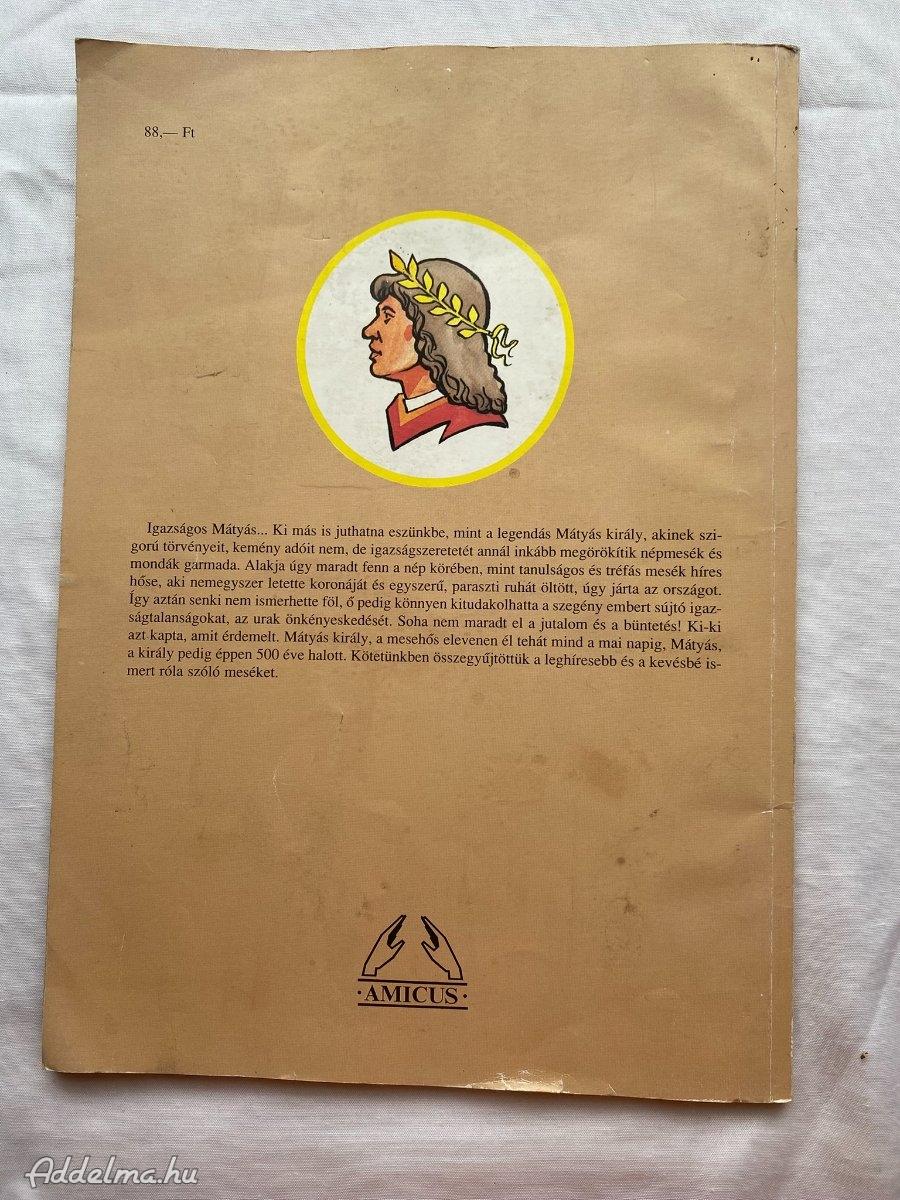 88,— Ft
Igazságos Mátyás... Ki más is juthatna eszünkbe, mint a legendás Mátyás király, akinek szi-
gorú törvényeit, kemény adóit nem, de igazságszeretetét annál inkább megörökítik népmesék és
mondák garmada. Alakja úgy maradt fenn a nép körében, mint tanulságos és tréfás mesék híres
hőse, aki nemegyszer letette koronáját és egyszerű, paraszti ruhát öltött, úgy járta az országot.
Így aztán senki nem ismerhette föl, ő pedig könnyen kitudakolhatta a szegény embert sújtó igaz-
ságtalanságokat, az urak önkényeskedését. Soha nem maradt el a jutalom és a büntetés! Ki-ki
azt kapta, amit érdemelt. Mátyás király, a mesehős elevenen él tehát mind a mai napig, Mátyás,
a király pedig éppen 500 éve halott. Kötetünkben összegyűjtöttük a leghíresebb és a kevésbé is-
mert róla szóló meséket.
·AMICUS·
Addelma.hu